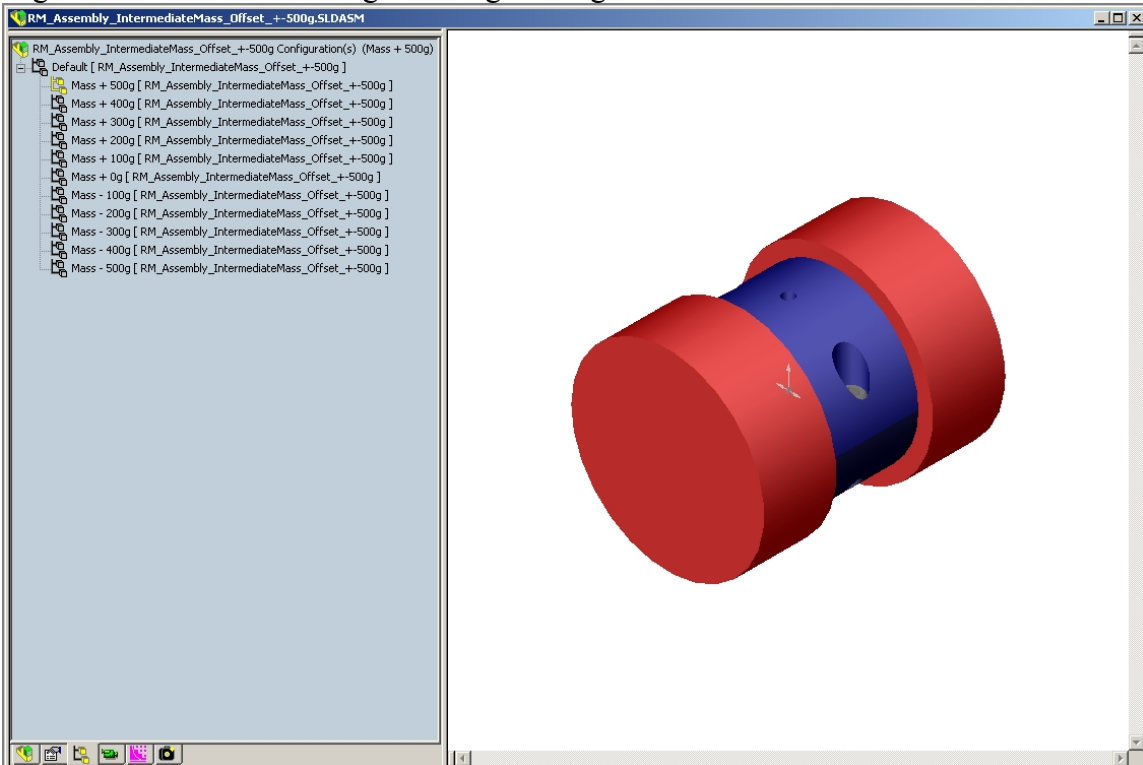 RM_Assembly_IntermediateMass_Offset_+-500g.SLDASM
RM_Assembly_IntermediateMass_Offset_+-500g Configuration(s) (Mass + 500g)
Default [ RM_Assembly_IntermediateMass_Offset_+-500g ]
Mass + 500g [ RM_Assembly_IntermediateMass_Offset_+-500g ]
Mass + 400g [ RM_Assembly_IntermediateMass_Offset_+-500g ]
Mass + 300g [ RM_Assembly_IntermediateMass_Offset_+-500g ]
Mass + 200g [ RM_Assembly_IntermediateMass_Offset_+-500g ]
Mass + 100g [ RM_Assembly_IntermediateMass_Offset_+-500g ]
Mass + 0g [ RM_Assembly_IntermediateMass_Offset_+-500g ]
Mass - 100g [ RM_Assembly_IntermediateMass_Offset_+-500g ]
Mass - 200g [ RM_Assembly_IntermediateMass_Offset_+-500g ]
Mass - 300g [ RM_Assembly_IntermediateMass_Offset_+-500g ]
Mass - 400g [ RM_Assembly_IntermediateMass_Offset_+-500g ]
Mass - 500g [ RM_Assembly_IntermediateMass_Offset_+-500g ]